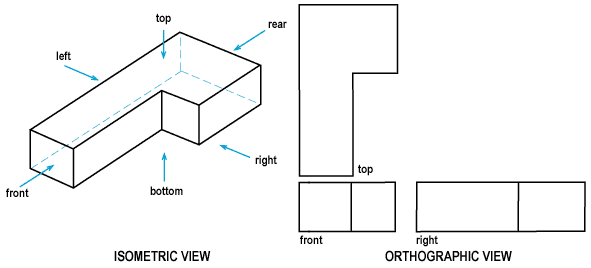 top
rear
left
front
bottom
right
ISOMETRIC VIEW
top
front
right
ORTHOGRAPHIC VIEW